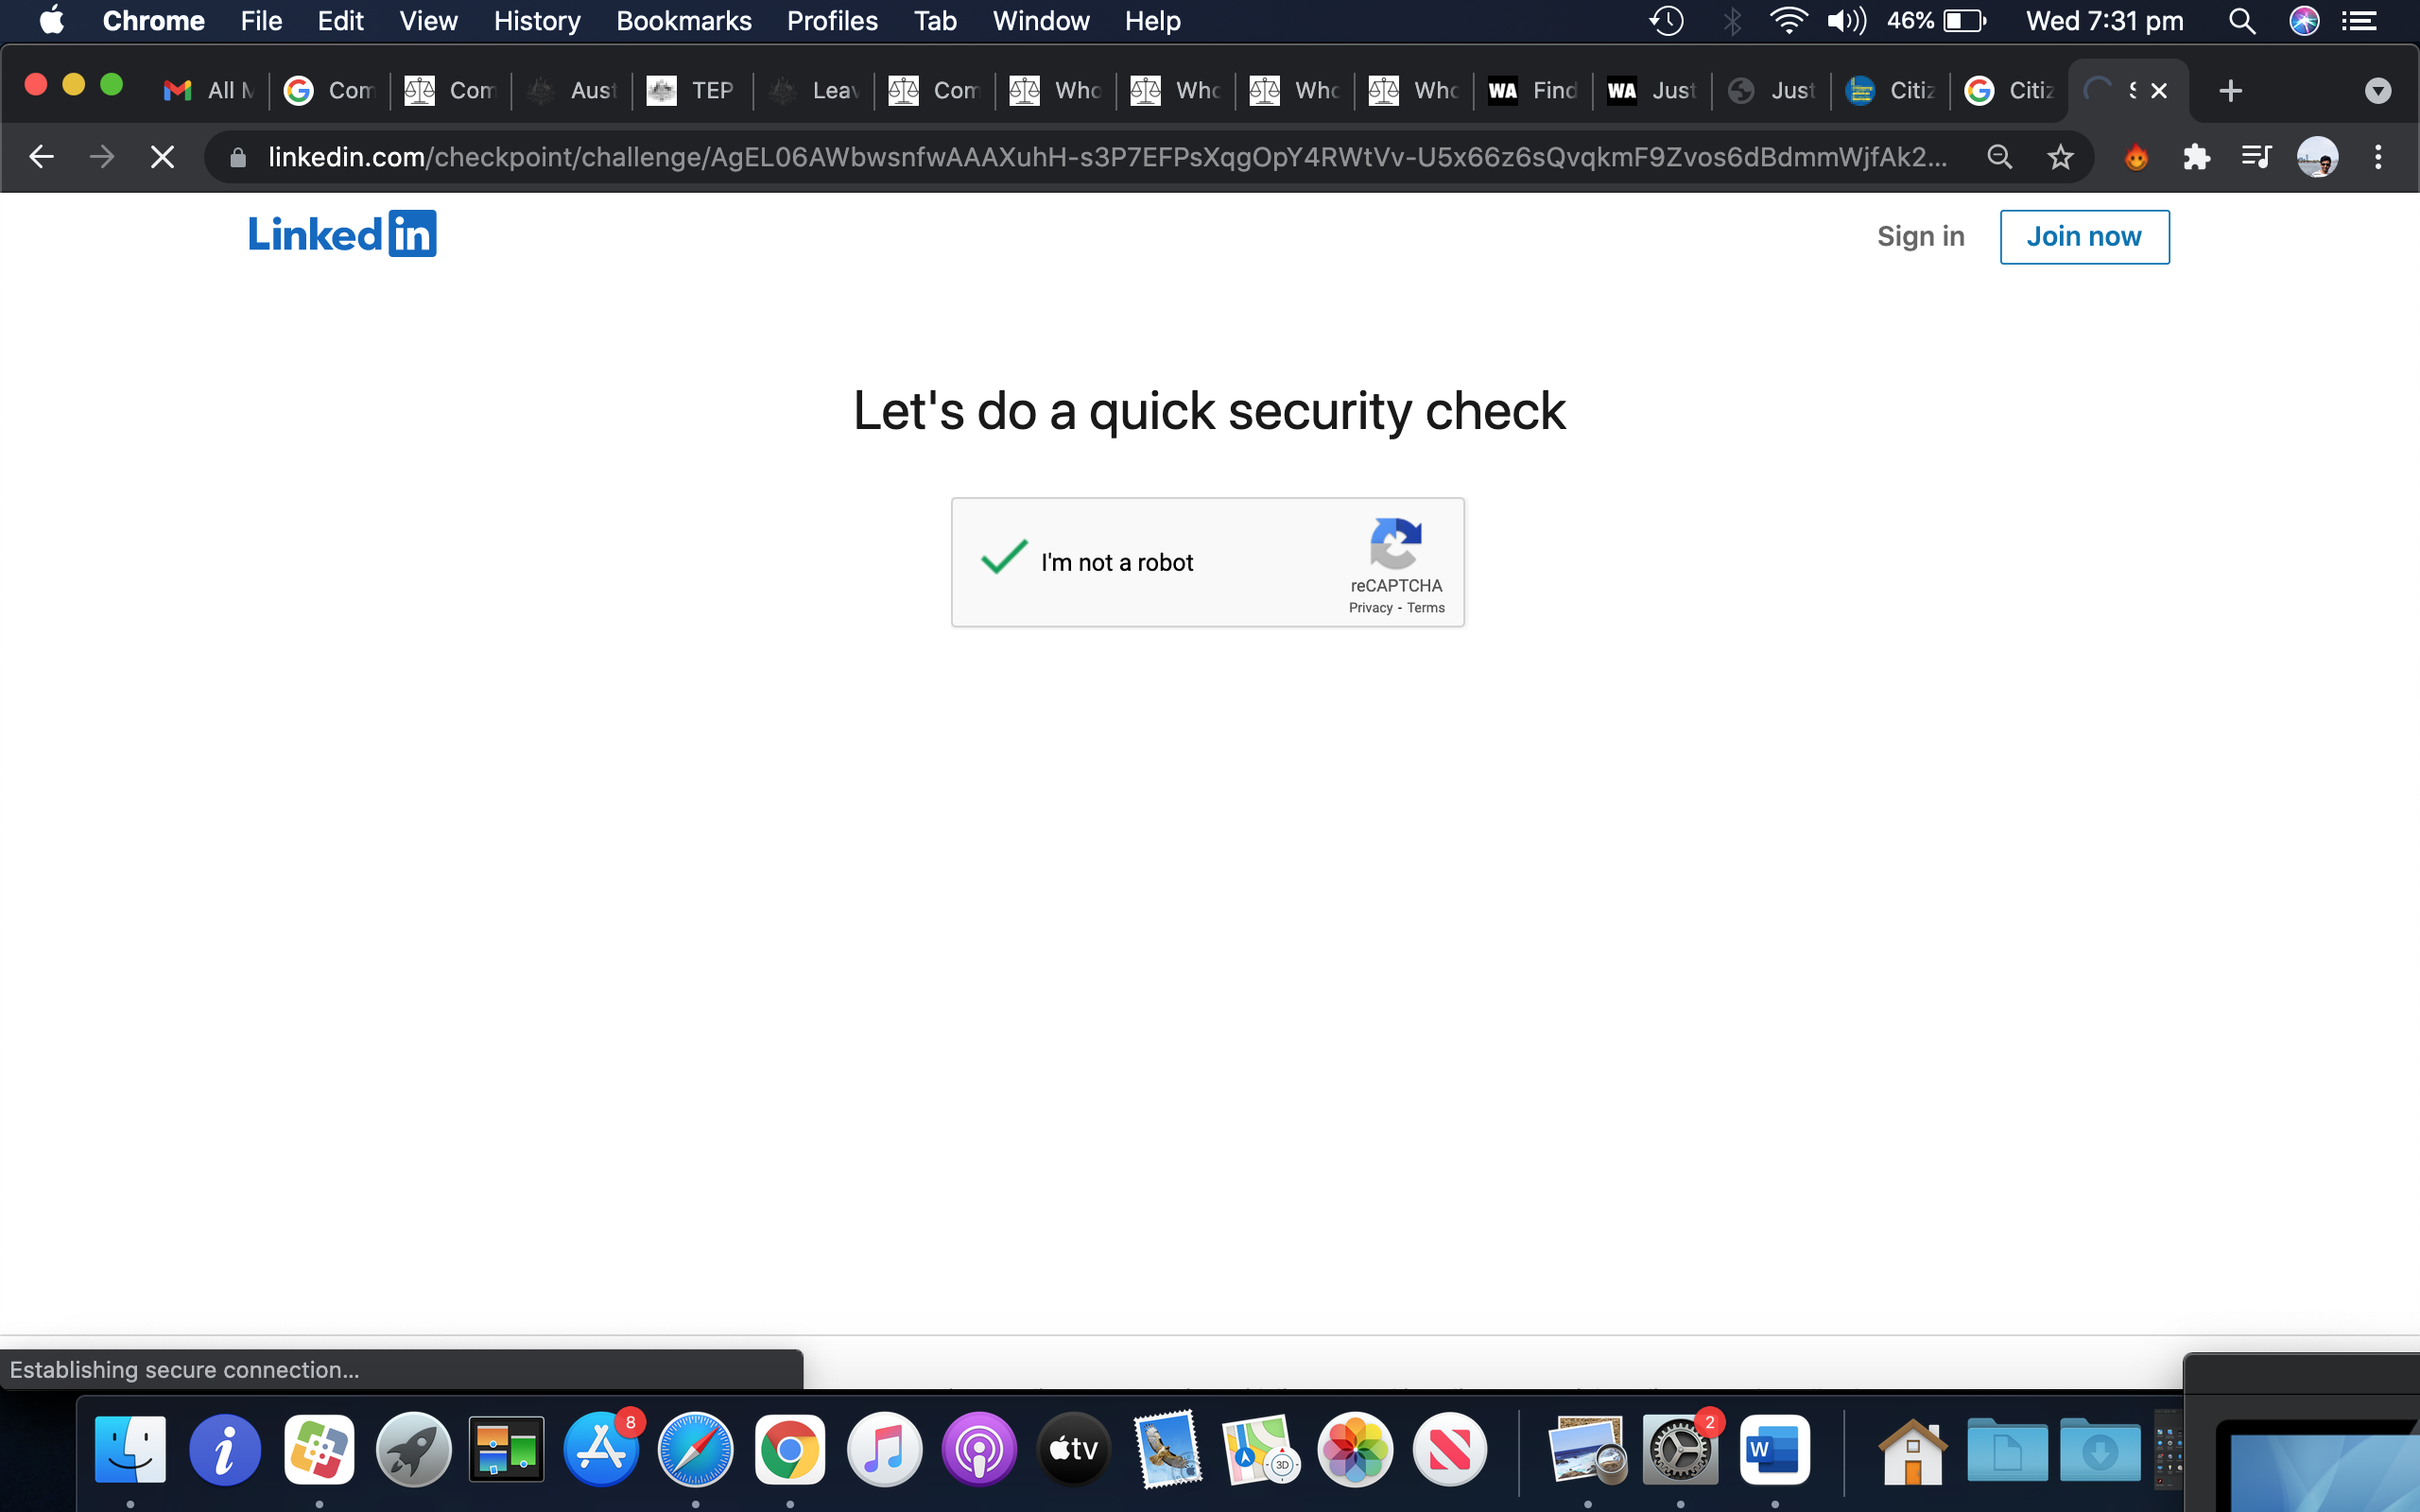 Chrome File Edit View History Bookmarks Profiles Tab Window Help 46% Wed 7:31 pm
All Com Com Aust TEP Leav Com Who Who Who Who WA Find WA Just Just Citiz Citiz
linkedin.com/checkpoint/challenge/AgEL06AWbwsnfwAAAXuhH-s3P7EFPsXqgOpY4RWtVv-U5x66z6sQvqkmF9Zvos6dBdmmWjfAk2...
Linked in Sign in Join now
Let's do a quick security check
I'm not a robot
reCAPTCHA
Privacy - Terms
Establishing secure connection...
8
2
tv
3D
W